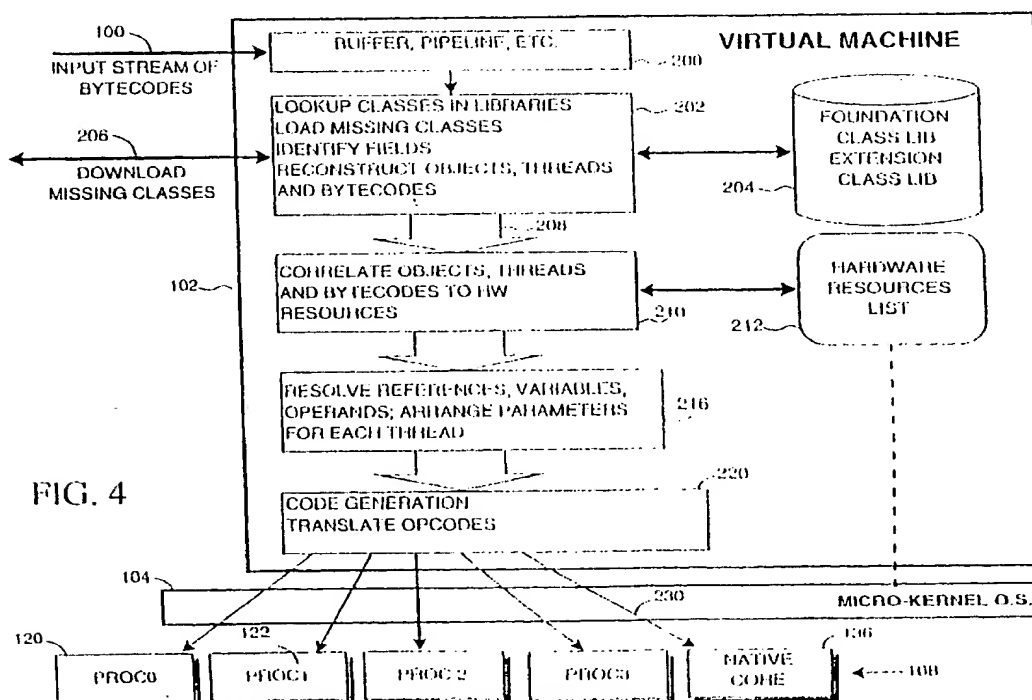 100
INPUT STREAM OF
BYTECODES
BUFFER, PIPELINE, ETC.
200
VIRTUAL MACHINE
206
DOWNLOAD
MISSING CLASSES
LOOKUP CLASSES IN LIBRARIES
LOAD MISSING CLASSES
IDENTIFY FIELDS
RECONSTRUCT OBJECTS, THREADS
AND BYTECODES
202
FOUNDATION
CLASS LIB
EXTENSION
CLASS LIB
204
208
102
CORRELATE OBJECTS, THREADS
AND BYTECODES TO HW
RESOURCES
210
HARDWARE
RESOURCES
LIST
212
RESOLVE REFERENCES, VARIABLES,
OPERANDS; ARRANGE PARAMETERS
FOR EACH THREAD
216
FIG. 4
CODE GENERATION
TRANSLATE OPCODES
220
104
230
MICRO-KERNEL O.S.
120
PROC0
122
PROC1
PROC 2
PROC3
NATIVE
CORE
136
108